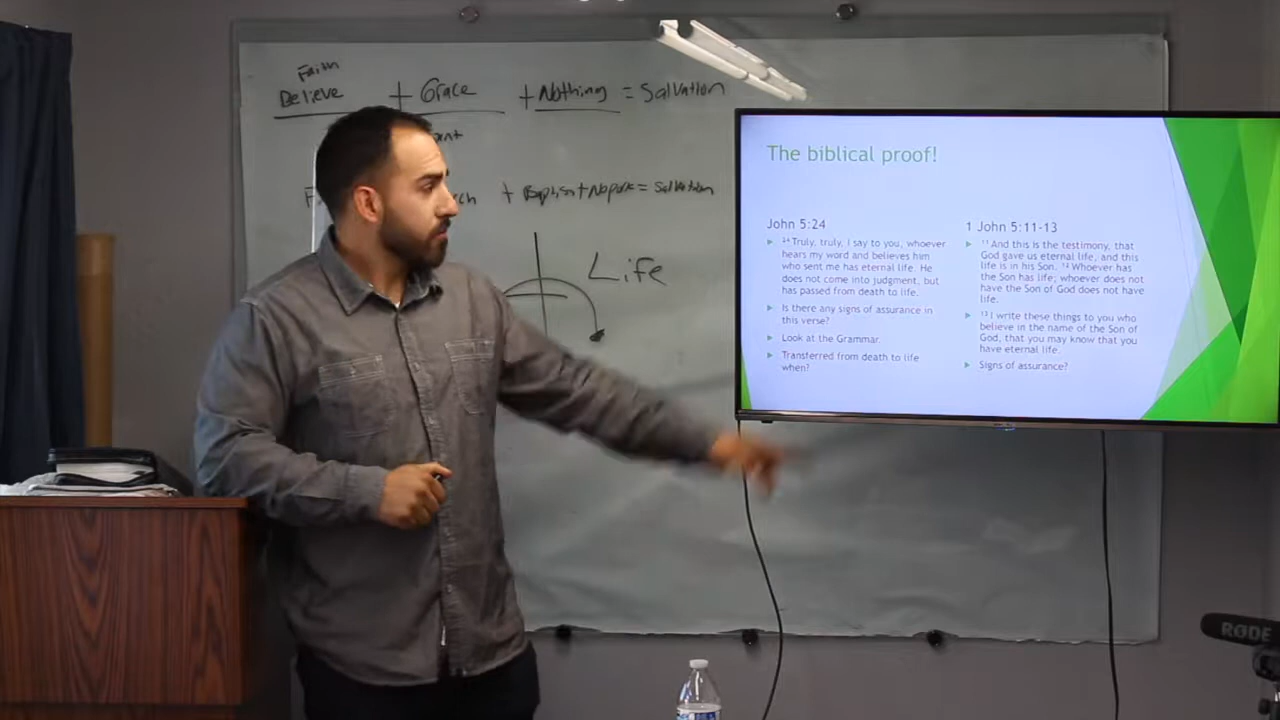 Faith
Believe + Grace + Nothing = Salvation
+ Baptism + No pork = Salvation
Life
The biblical proof!
John 5:24
24 Truly, truly, I say to you, whoever
hears my word and believes him
who sent me has eternal life. He
does not come into judgment, but
has passed from death to life.
Is there any signs of assurance in
this verse?
Look at the Grammar.
Transferred from death to life
when?
1 John 5:11-13
11 And this is the testimony, that
God gave us eternal life, and this
life is in his Son. 12 Whoever has
the Son has life; whoever does not
have the Son of God does not have
life.
13 I write these things to you who
believe in the name of the Son of
God, that you may know that you
have eternal life.
Signs of assurance?
RØDE